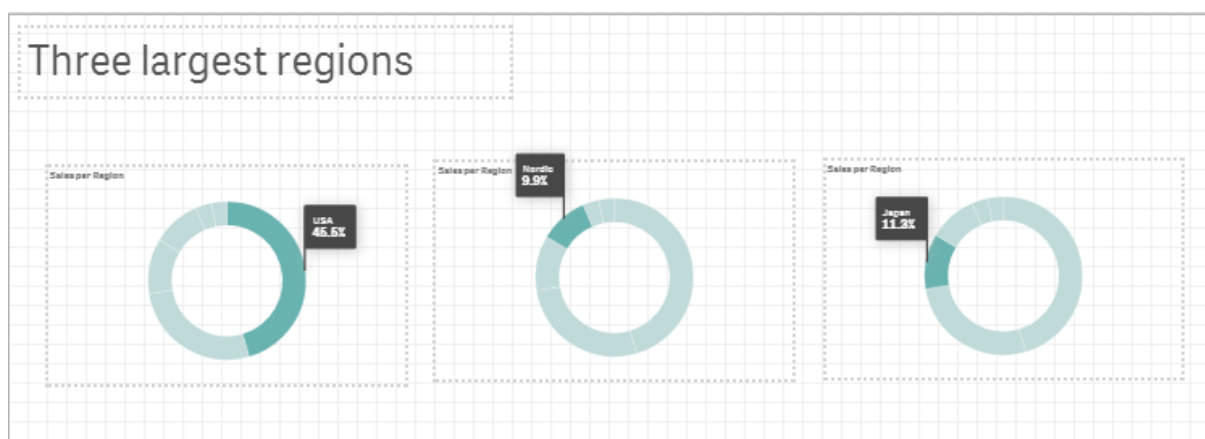 Three largest regions
Sales per Region
USA
45.5%
Sales per Region
Nordic
9.9%
Sales per Region
Japan
11.3%